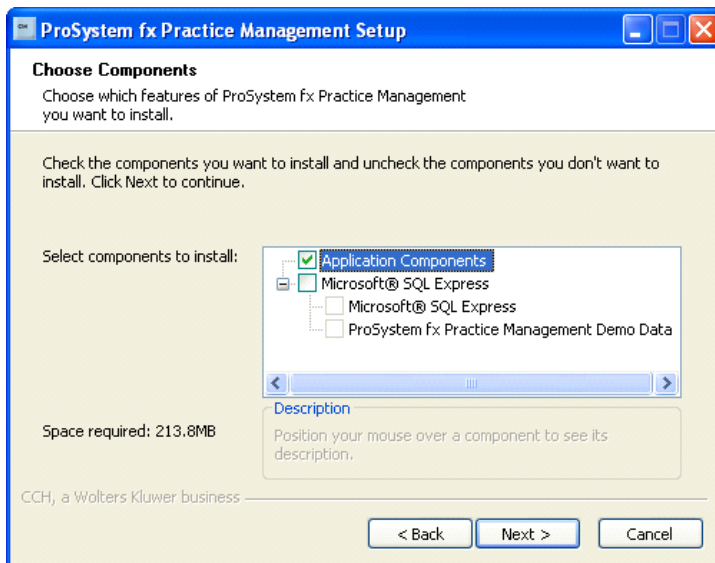 ProSystem fx Practice Management Setup
Choose Components
Choose which features of ProSystem fx Practice Management
you want to install.
Check the components you want to install and uncheck the components you don't want to
install. Click Next to continue.
Select components to install:
Application Components
Microsoft® SQL Express
Microsoft® SQL Express
ProSystem fx Practice Management Demo Data
Space required: 213.8MB
Description
Position your mouse over a component to see its
description.
CCH, a Wolters Kluwer business
< Back
Next >
Cancel